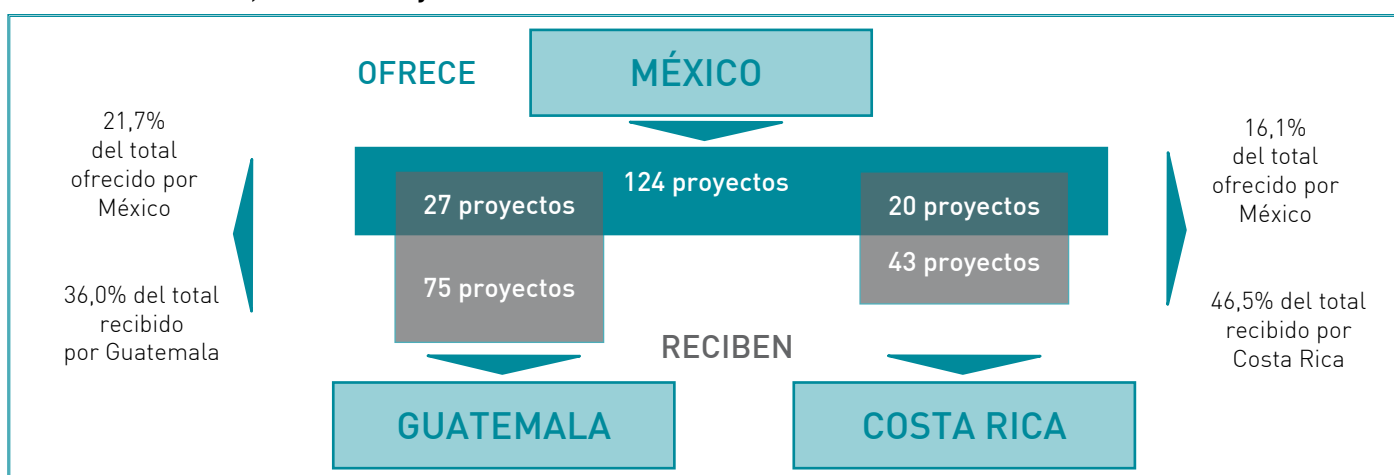 OFRECE
MÉXICO
21,7%
del total
ofrecido por
México
36,0% del total
recibido
por Guatemala
124 proyectos
27 proyectos
75 proyectos
20 proyectos
43 proyectos
16,1%
del total
ofrecido por
México
46,5% del total
recibido por
Costa Rica
RECIBEN
GUATEMALA
COSTA RICA